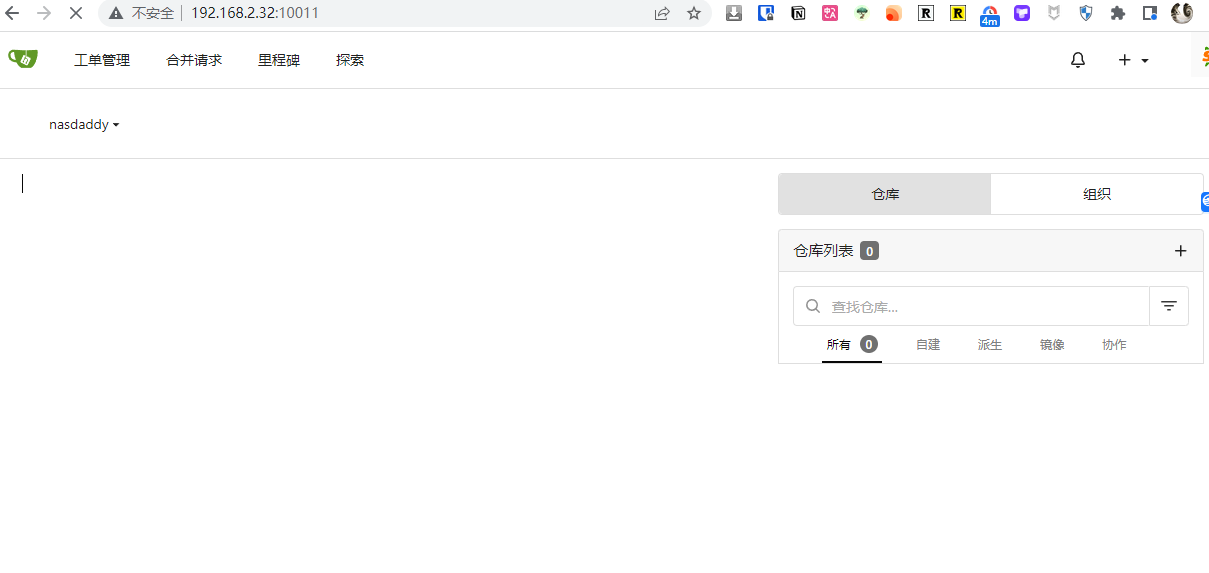 不安全 192.168.2.32:10011
4m
工单管理 合并请求 里程碑 探索
nasdaddy
仓库 组织
仓库列表 0
查找仓库...
所有 0 自建 派生 镜像 协作